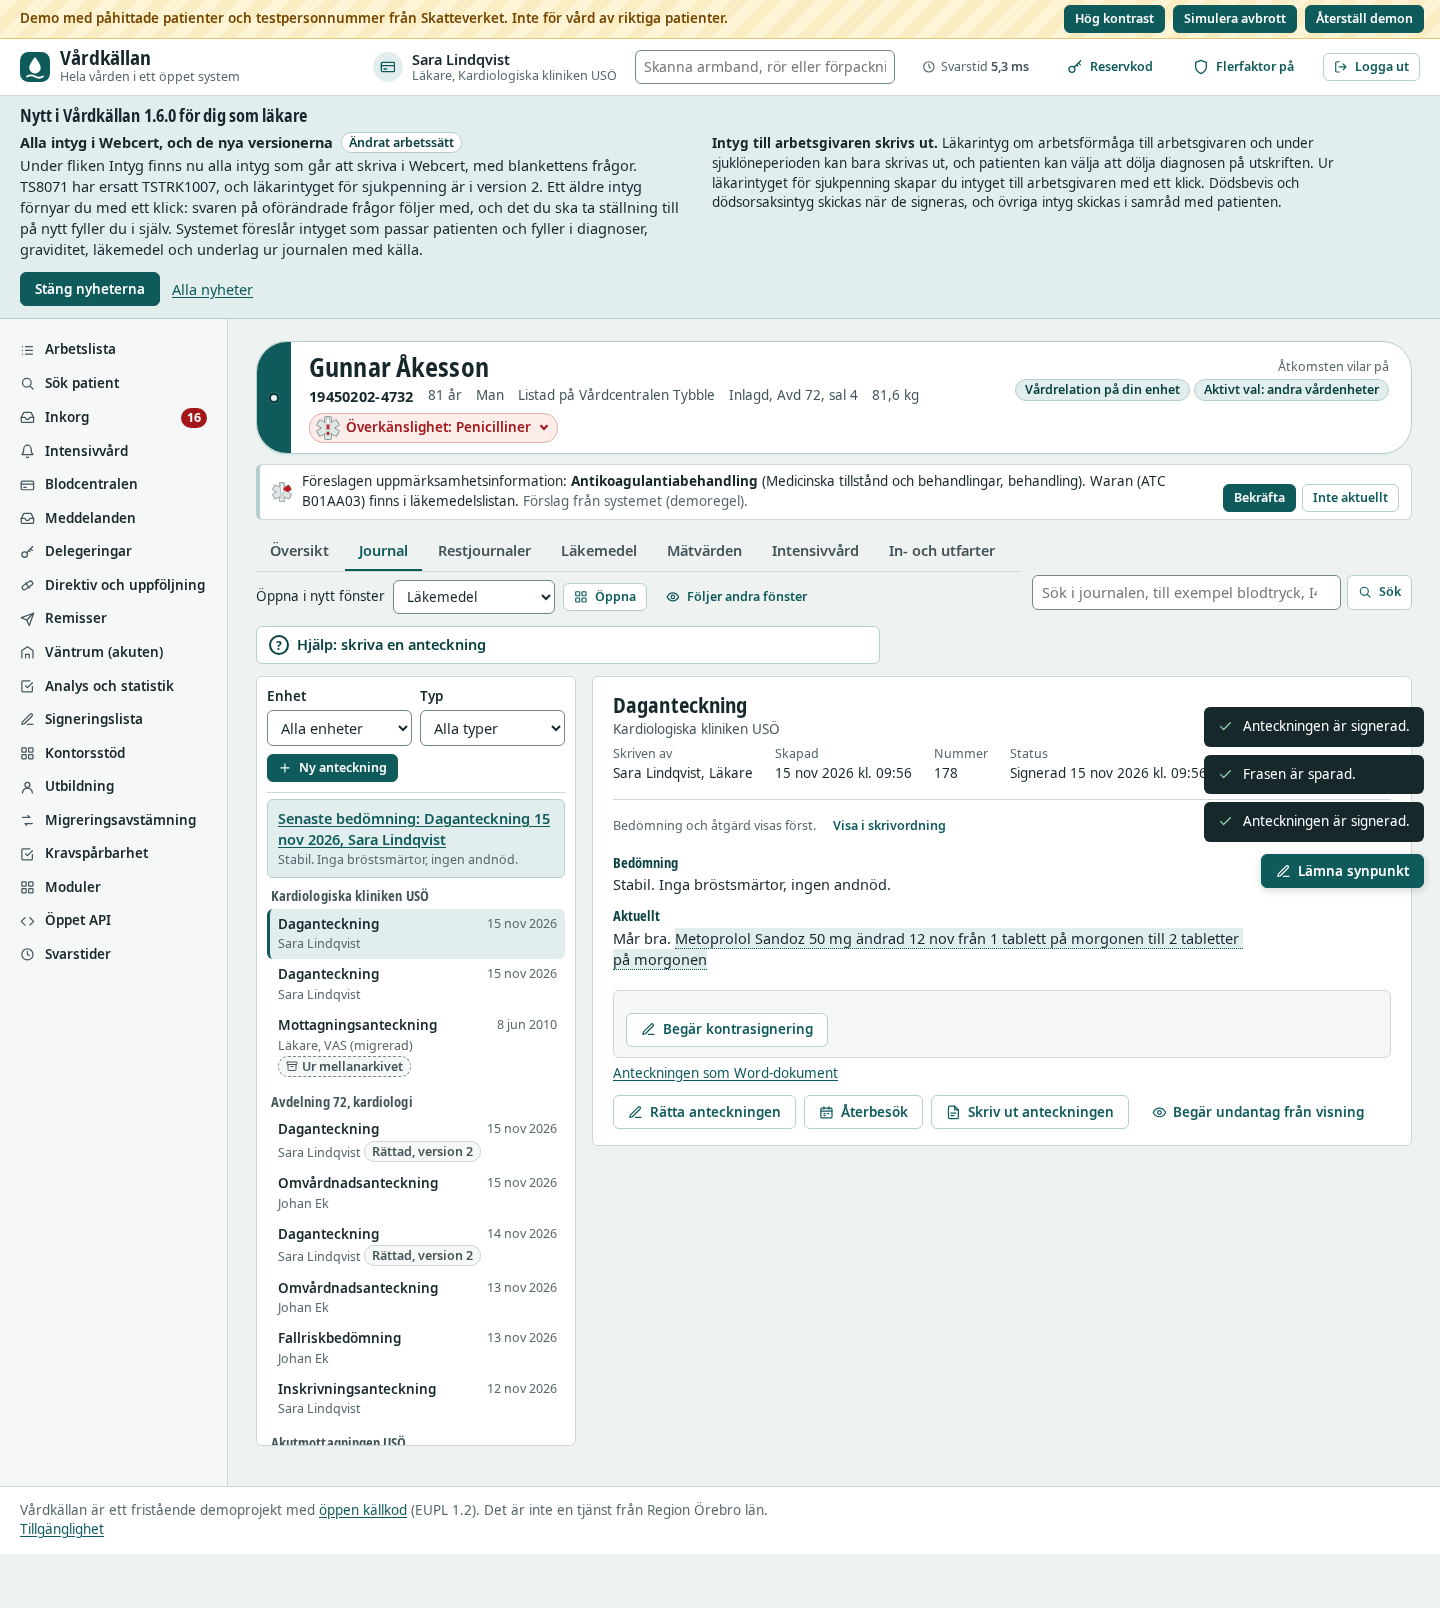 Demo med påhittade patienter och testpersonnummer från Skatteverket. Inte för vård av riktiga patienter.
Hög kontrast
Simulera avbrott
Återställ demon
Vårdkällan
Hela vården i ett öppet system
Sara Lindqvist
Läkare, Kardiologiska kliniken USÖ
Skanna armband, rör eller förpackni
Svarstid 5,3 ms
Reservkod
Flerfaktor på
Logga ut
Nytt i Vårdkällan 1.6.0 för dig som läkare
Alla intyg i Webcert, och de nya versionerna
Ändrat arbetssätt
Under fliken Intyg finns nu alla intyg som går att skriva i Webcert, med blankettens frågor.
TS8071 har ersatt TSTRK1007, och läkarintyget för sjukpenning är i version 2. Ett äldre intyg
förnyar du med ett klick: svaren på oförändrade frågor följer med, och det du ska ta ställning till
på nytt fyller du i själv. Systemet föreslår intyget som passar patienten och fyller i diagnoser,
graviditet, läkemedel och underlag ur journalen med källa.
Intyg till arbetsgivaren skrivs ut. Läkarintyg om arbetsförmåga till arbetsgivaren och under
sjuklöneperioden kan bara skrivas ut, och patienten kan välja att dölja diagnosen på utskriften. Ur
läkarintyget för sjukpenning skapar du intyget till arbetsgivaren med ett klick. Dödsbevis och
dödsorsaksintyg skickas när de signeras, och övriga intyg skickas i samråd med patienten.
Stäng nyheterna
Alla nyheter
Arbetslista
Sök patient
Inkorg
16
Intensivvård
Blodcentralen
Meddelanden
Delegeringar
Direktiv och uppföljning
Remisser
Väntrum (akuten)
Analys och statistik
Signeringslista
Kontorsstöd
Utbildning
Migreringsavstämning
Kravspårbarhet
Moduler
Öppet API
Svarstider
Gunnar Åkesson
19450202-4732
81 år
Man
Listad på Vårdcentralen Tybble
Inlagd, Avd 72, sal 4
81,6 kg
Överkänslighet: Penicilliner
Åtkomsten vilar på
Vårdrelation på din enhet
Aktivt val: andra vårdenheter
Föreslagen uppmärksamhetsinformation: Antikoagulantiabehandling (Medicinska tillstånd och behandlingar, behandling). Waran (ATC
B01AA03) finns i läkemedelslistan. Förslag från systemet (demoregel).
Bekräfta
Inte aktuellt
Översikt
Journal
Restjournaler
Läkemedel
Mätvärden
Intensivvård
In- och utfarter
Öppna i nytt fönster
Läkemedel
Öppna
Följer andra fönster
Sök i journalen, till exempel blodtryck, I4
Sök
Hjälp: skriva en anteckning
Enhet
Typ
Alla enheter
Alla typer
Ny anteckning
Senaste bedömning: Daganteckning 15
nov 2026, Sara Lindqvist
Stabil. Inga bröstsmärtor, ingen andnöd.
Kardiologiska kliniken USÖ
Daganteckning
15 nov 2026
Sara Lindqvist
Daganteckning
15 nov 2026
Sara Lindqvist
Mottagningsanteckning
8 jun 2010
Läkare, VAS (migrerad)
Ur mellanarkivet
Avdelning 72, kardiologi
Daganteckning
15 nov 2026
Sara Lindqvist
Rättad, version 2
Omvårdnadsanteckning
15 nov 2026
Johan Ek
Daganteckning
14 nov 2026
Sara Lindqvist
Rättad, version 2
Omvårdnadsanteckning
13 nov 2026
Johan Ek
Fallriskbedömning
13 nov 2026
Johan Ek
Inskrivningsanteckning
12 nov 2026
Sara Lindqvist
Akutmottagningen USÖ
Daganteckning
Kardiologiska kliniken USÖ
Skriven av
Skapad
Nummer
Status
Sara Lindqvist, Läkare
15 nov 2026 kl. 09:56
178
Signerad 15 nov 2026 kl. 09:56
Bedömning och åtgärd visas först.
Visa i skrivordning
Bedömning
Stabil. Inga bröstsmärtor, ingen andnöd.
Aktuellt
Mår bra. Metoprolol Sandoz 50 mg ändrad 12 nov från 1 tablett på morgonen till 2 tabletter
på morgonen
Begär kontrasignering
Anteckningen som Word-dokument
Rätta anteckningen
Återbesök
Skriv ut anteckningen
Begär undantag från visning
Anteckningen är signerad.
Frasen är sparad.
Anteckningen är signerad.
Lämna synpunkt
Vårdkällan är ett fristående demoprojekt med öppen källkod (EUPL 1.2). Det är inte en tjänst från Region Örebro län.
Tillgänglighet